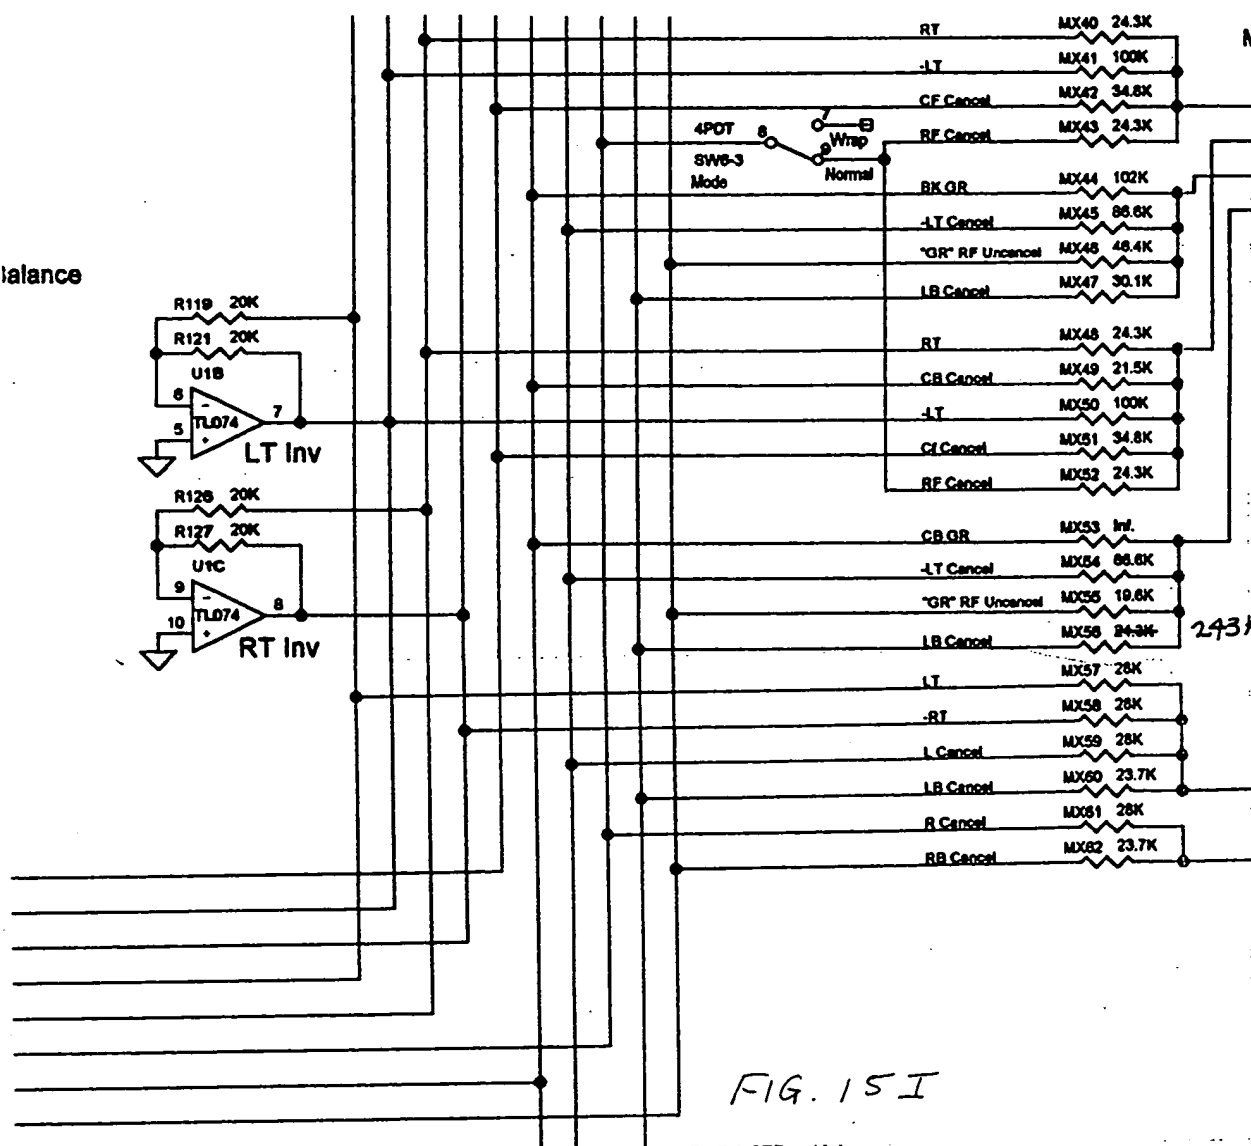 RT MX40 24.3K
-LT MX41 100K
CF Cancel MX42 34.8K
RF Cancel MX43 24.3K
4PDT 8 7
Wrap
SW6-3 9
Mode Normal
BK GR MX44 102K
-LT Cancel MX45 86.6K
"GR" RF Uncancel MX46 46.4K
LB Cancel MX47 30.1K
alance
R119 20K
R121 20K
U1B
6 -
TL074 7
5 +
LT Inv
RT MX48 24.3K
CB Cancel MX49 21.5K
-LT MX50 100K
Cf Cancel MX51 34.8K
RF Cancel MX52 24.3K
R126 20K
R127 20K
U1C
9 -
TL074 8
10 +
RT Inv
CB GR MX53 Inf.
-LT Cancel MX54 86.6K
"GR" RF Uncancel MX55 19.6K
LB Cancel MX56 24.3K 243K
LT MX57 28K
-RT MX58 28K
L Cancel MX59 28K
LB Cancel MX60 23.7K
R Cancel MX61 28K
RB Cancel MX62 23.7K
FIG. 15I